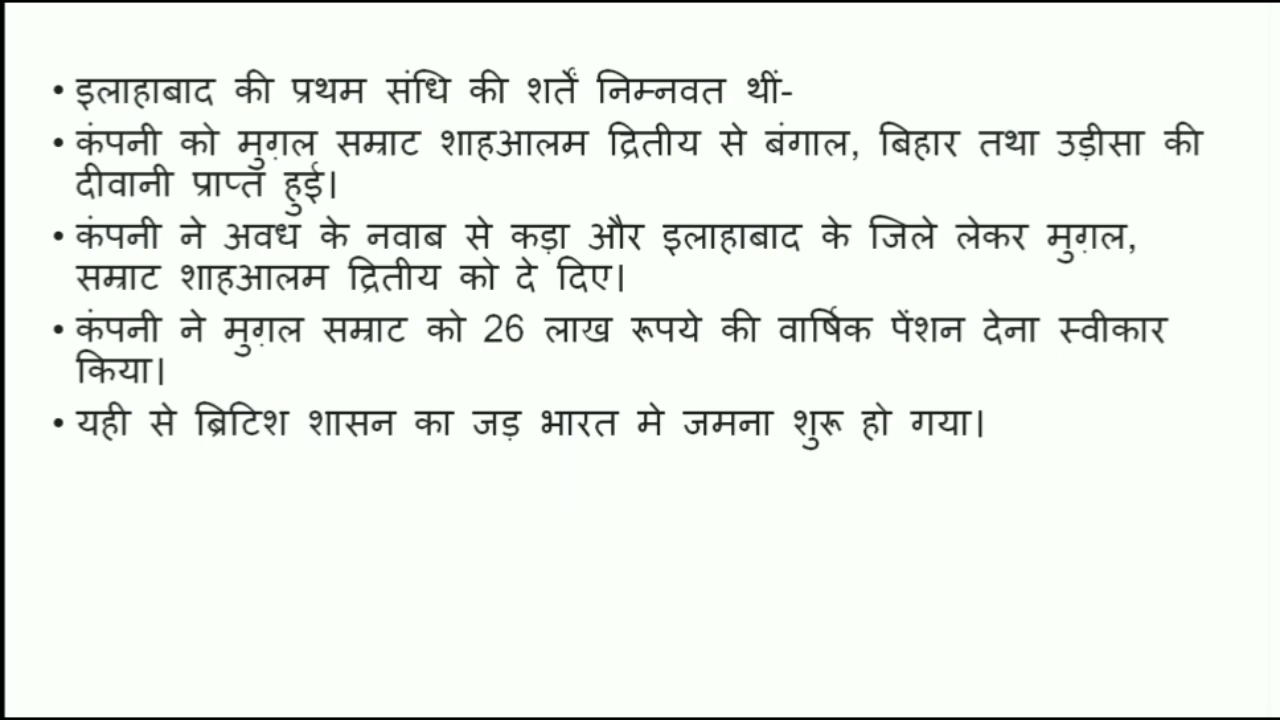 • इलाहाबाद की प्रथम संधि की शर्तें निम्नवत थीं-
• कंपनी को मुग़ल सम्राट शाहआलम द्वितीय से बंगाल, बिहार तथा उड़ीसा की
दीवानी प्राप्त हुई।
• कंपनी ने अवध के नवाब से कड़ा और इलाहाबाद के जिले लेकर मुग़ल,
सम्राट शाहआलम द्वितीय को दे दिए।
• कंपनी ने मुग़ल सम्राट को 26 लाख रूपये की वार्षिक पेंशन देना स्वीकार
किया।
• यही से ब्रिटिश शासन का जड़ भारत मे जमना शुरू हो गया।